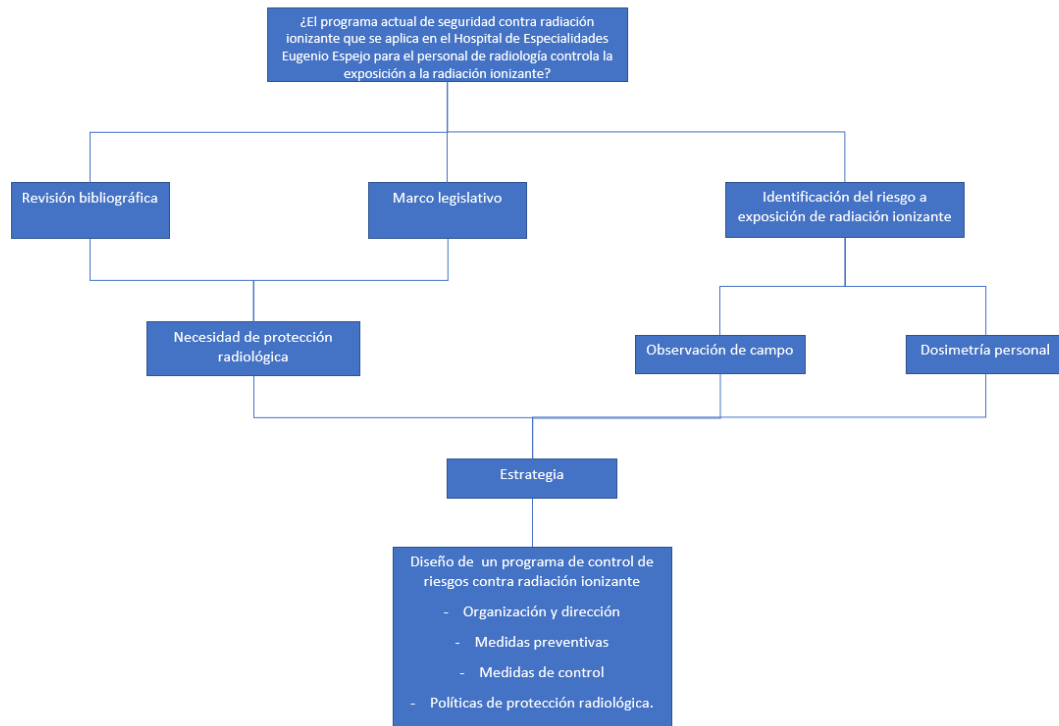 ¿El programa actual de seguridad contra radiación
ionizante que se aplica en el Hospital de Especialidades
Eugenio Espejo para el personal de radiología controla la
exposición a la radiación ionizante?
Revisión bibliográfica
Marco legislativo
Identificación del riesgo a
exposición de radiación ionizante
Necesidad de protección
radiológica
Observación de campo
Dosimetría personal
Estrategia
Diseño de un programa de control de
riesgos contra radiación ionizante
- Organización y dirección
- Medidas preventivas
- Medidas de control
- Políticas de protección radiológica.